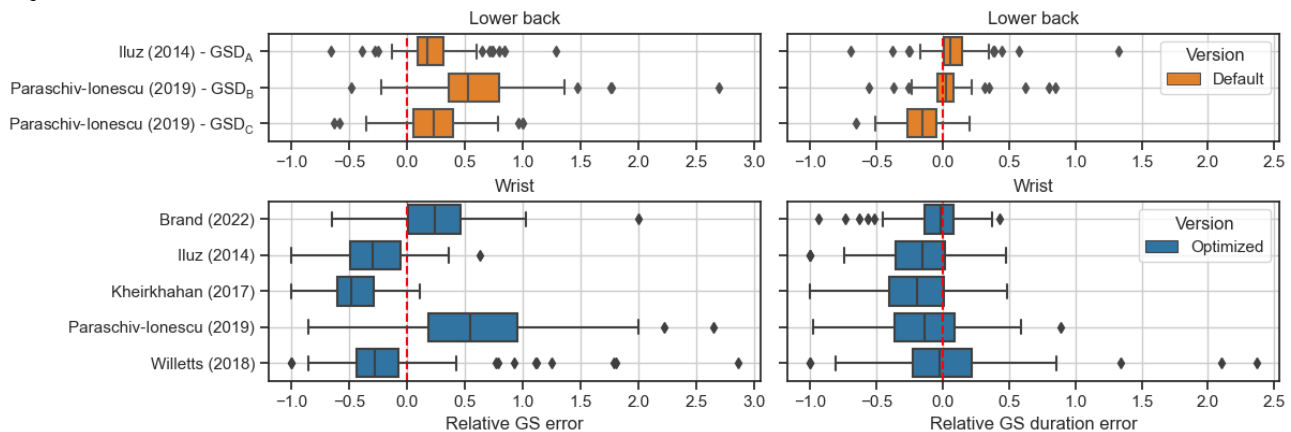 Lower back
Lower back
Iluz (2014) - GSD_A
Paraschiv-Ionescu (2019) - GSD_B
Paraschiv-Ionescu (2019) - GSD_C
Version
Default
−1.0 −0.5 0.0 0.5 1.0 1.5 2.0 2.5 3.0
−1.0 −0.5 0.0 0.5 1.0 1.5 2.0 2.5
Wrist
Wrist
Brand (2022)
Iluz (2014)
Kheirkhahan (2017)
Paraschiv-Ionescu (2019)
Willetts (2018)
Version
Optimized
−1.0 −0.5 0.0 0.5 1.0 1.5 2.0 2.5 3.0
−1.0 −0.5 0.0 0.5 1.0 1.5 2.0 2.5
Relative GS error
Relative GS duration error